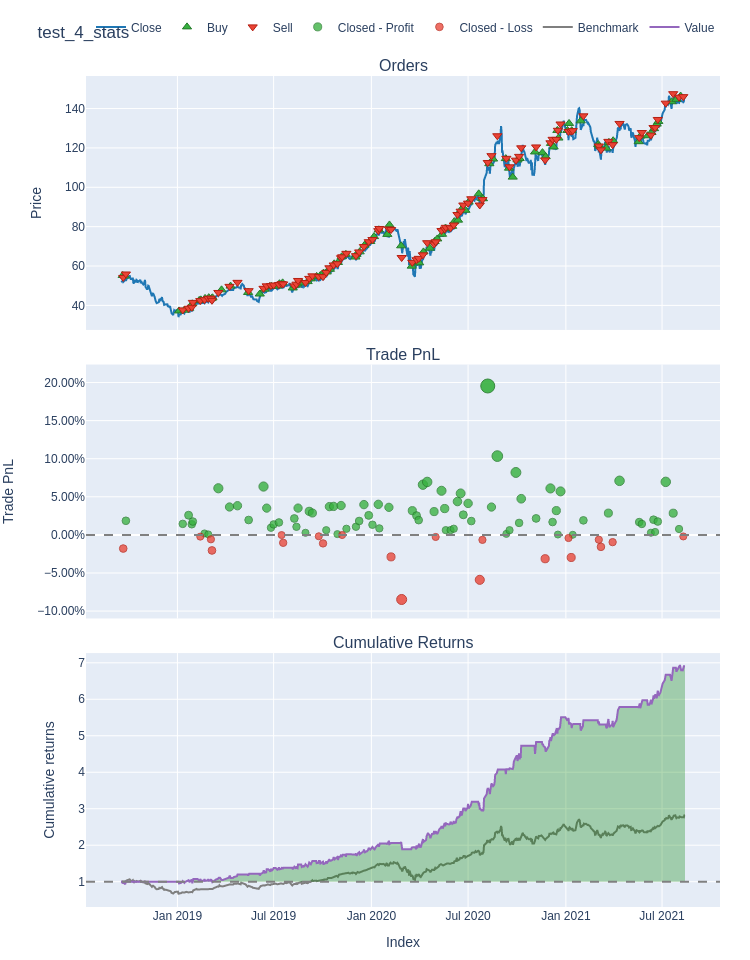 test_4_stats
Close Buy Sell Closed - Profit Closed - Loss Benchmark Value
Orders
140
120
100
80
60
40
Price
Trade PnL
20.00%
15.00%
10.00%
5.00%
0.00%
−5.00%
−10.00%
Trade PnL
Cumulative Returns
7
6
5
4
3
2
1
Cumulative returns
Jan 2019 Jul 2019 Jan 2020 Jul 2020 Jan 2021 Jul 2021
Index